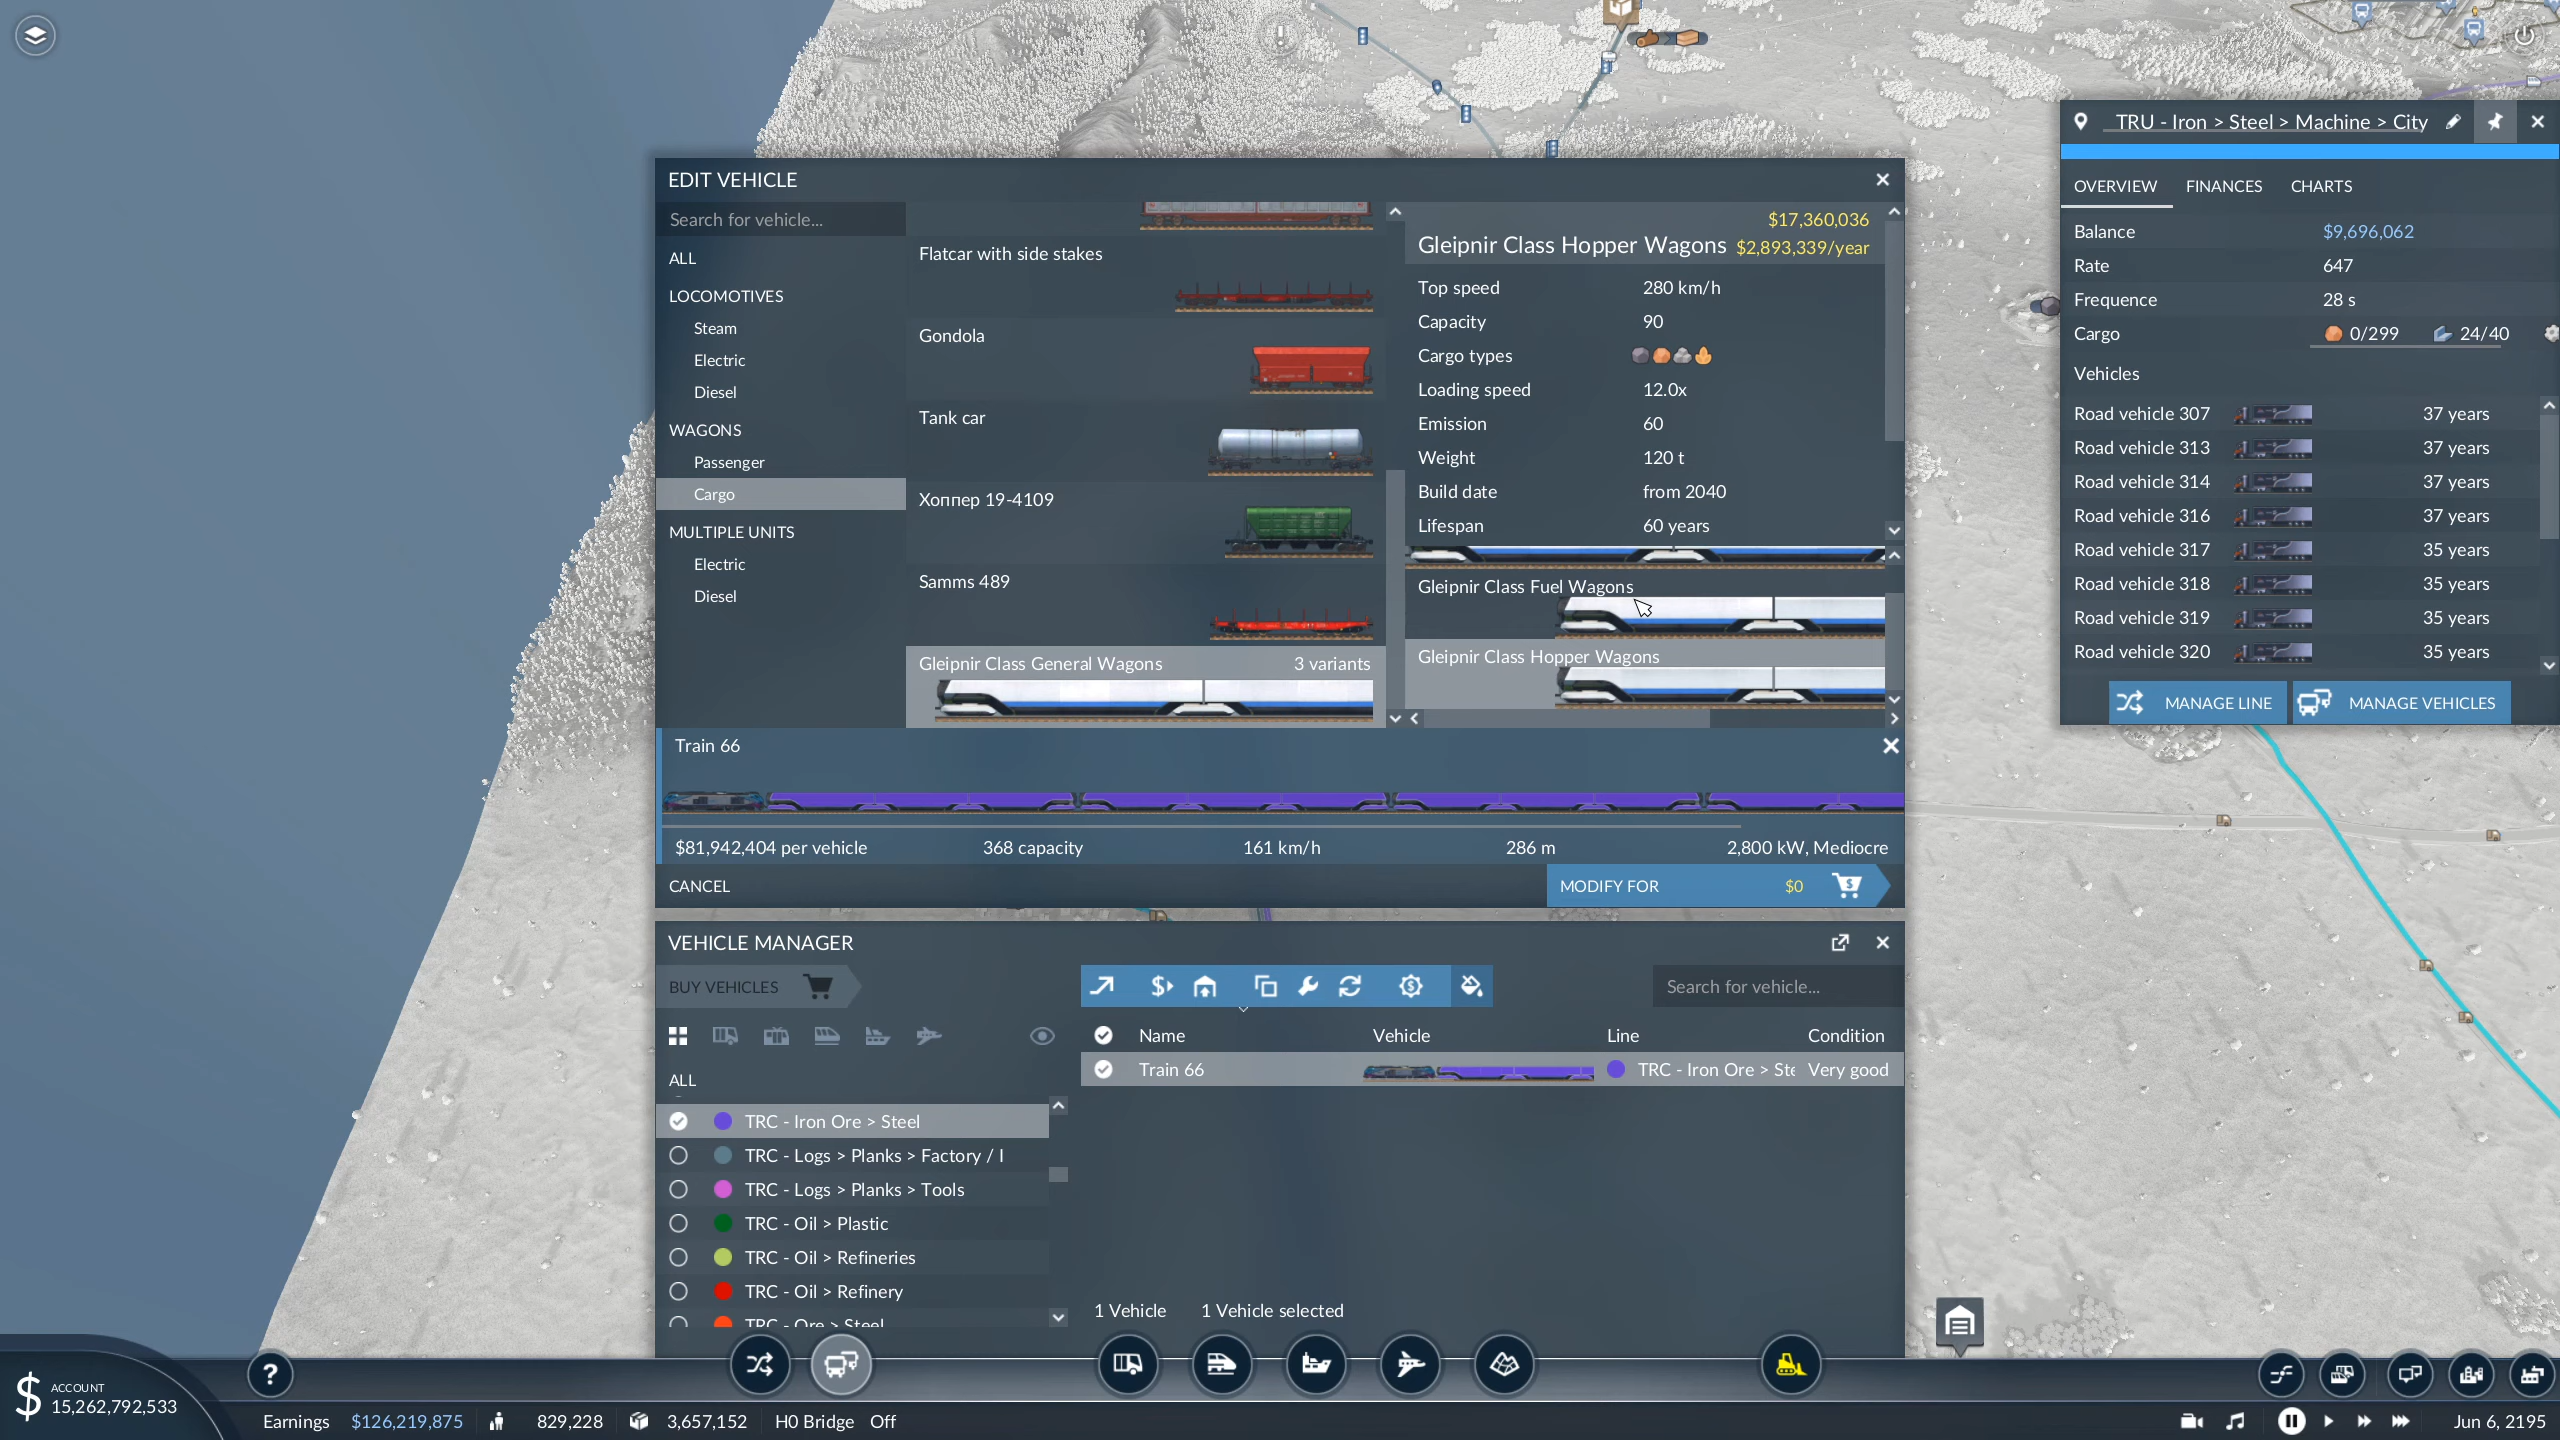 TRU - Iron > Steel > Machine > City
OVERVIEW FINANCES CHARTS
Balance $9,696,062
Rate 647
Frequence 28 s
Cargo 0/299 24/40
Vehicles
Road vehicle 307 37 years
Road vehicle 313 37 years
Road vehicle 314 37 years
Road vehicle 316 37 years
Road vehicle 317 35 years
Road vehicle 318 35 years
Road vehicle 319 35 years
Road vehicle 320 35 years
MANAGE LINE MANAGE VEHICLES
EDIT VEHICLE
Search for vehicle...
ALL
LOCOMOTIVES
Steam
Electric
Diesel
WAGONS
Passenger
Cargo
MULTIPLE UNITS
Electric
Diesel
Flatcar with side stakes
Gondola
Tank car
Хоппер 19-4109
Samms 489
Gleipnir Class General Wagons 3 variants
$17,360,036
Gleipnir Class Hopper Wagons $2,893,339/year
Top speed 280 km/h
Capacity 90
Cargo types
Loading speed 12.0x
Emission 60
Weight 120 t
Build date from 2040
Lifespan 60 years
Gleipnir Class Fuel Wagons
Gleipnir Class Hopper Wagons
Train 66
$81,942,404 per vehicle 368 capacity 161 km/h 286 m 2,800 kW, Mediocre
CANCEL MODIFY FOR $0
VEHICLE MANAGER
BUY VEHICLES
Search for vehicle...
ALL
TRC - Iron Ore > Steel
TRC - Logs > Planks > Factory / I
TRC - Logs > Planks > Tools
TRC - Oil > Plastic
TRC - Oil > Refineries
TRC - Oil > Refinery
TRC - Ore > Steel
Name Vehicle Line Condition
Train 66 TRC - Iron Ore > Ste Very good
1 Vehicle 1 Vehicle selected
ACCOUNT
$ 15,262,792,533
Earnings $126,219,875 829,228 3,657,152 H0 Bridge Off
Jun 6, 2195